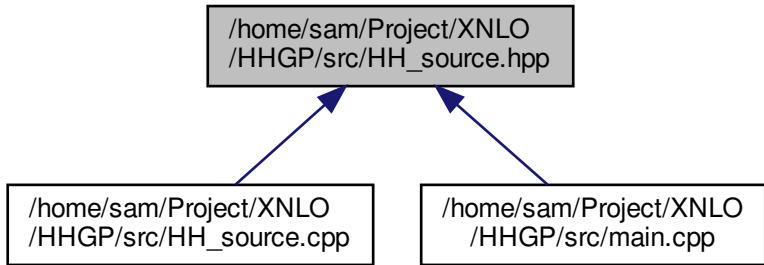 /home/sam/Project/XNLO
/HHGP/src/HH_source.hpp
/home/sam/Project/XNLO
/HHGP/src/HH_source.cpp
/home/sam/Project/XNLO
/HHGP/src/main.cpp